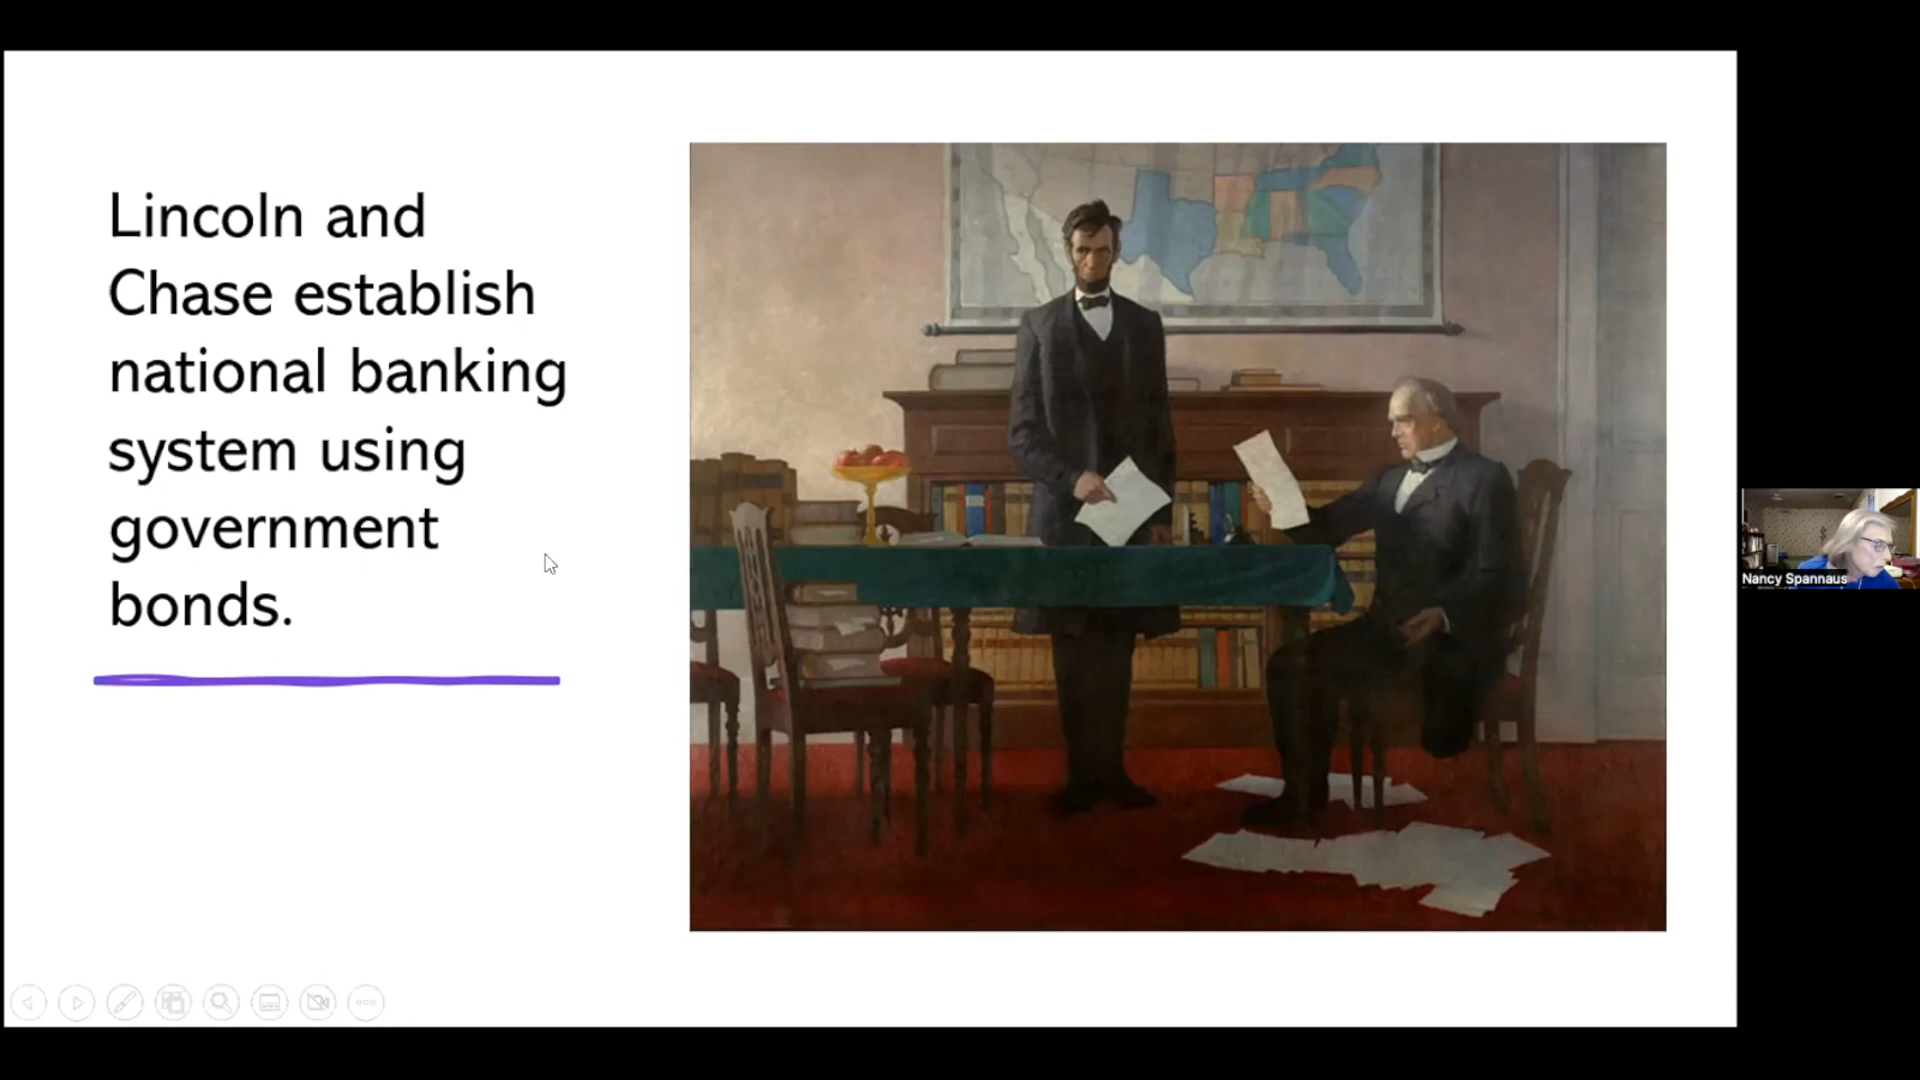 Lincoln and
Chase establish
national banking
system using
government
bonds.
Nancy Spannaus